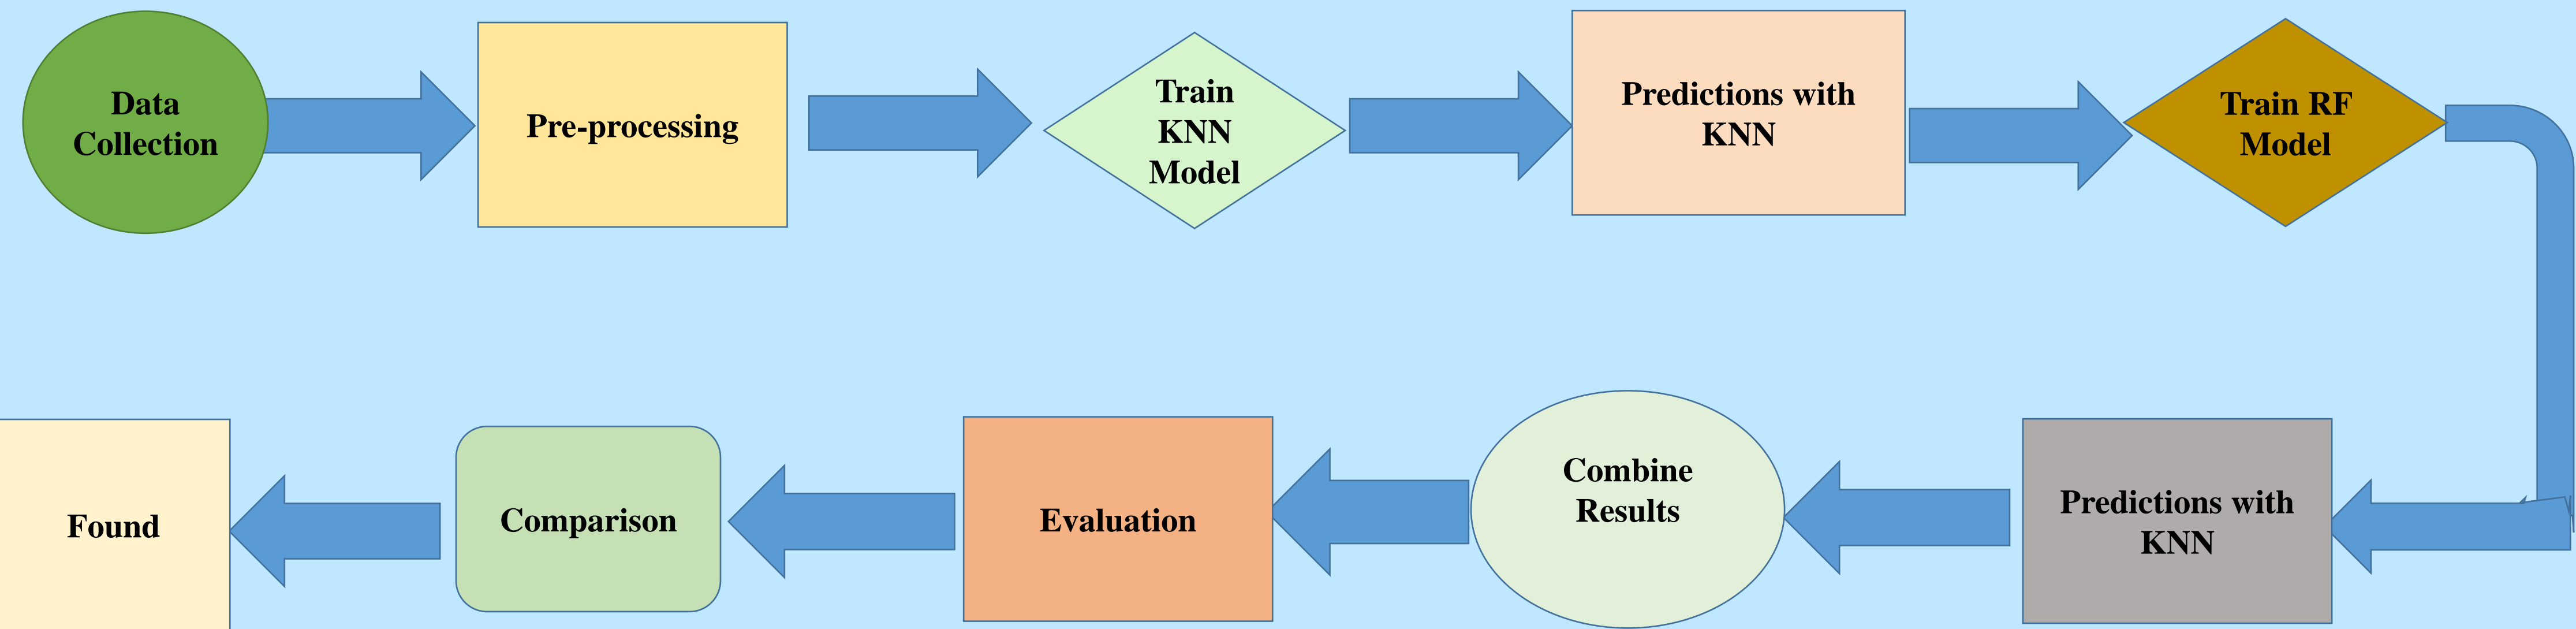 Data
Collection
Pre-processing
Train
KNN
Model
Predictions with
KNN
Train RF
Model
Predictions with
KNN
Combine
Results
Evaluation
Comparison
Found